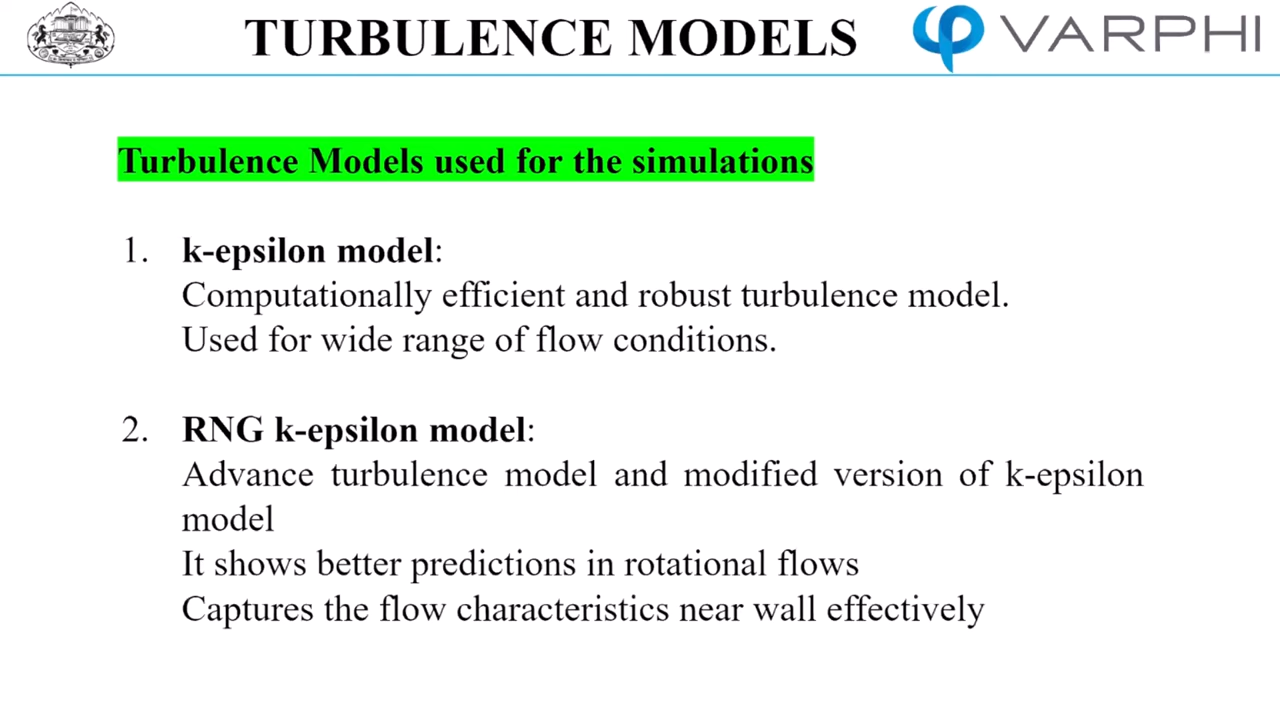 TURBULENCE MODELS
VARPHI
Turbulence Models used for the simulations
1. k-epsilon model:
Computationally efficient and robust turbulence model.
Used for wide range of flow conditions.
2. RNG k-epsilon model:
Advance turbulence model and modified version of k-epsilon
model
It shows better predictions in rotational flows
Captures the flow characteristics near wall effectively